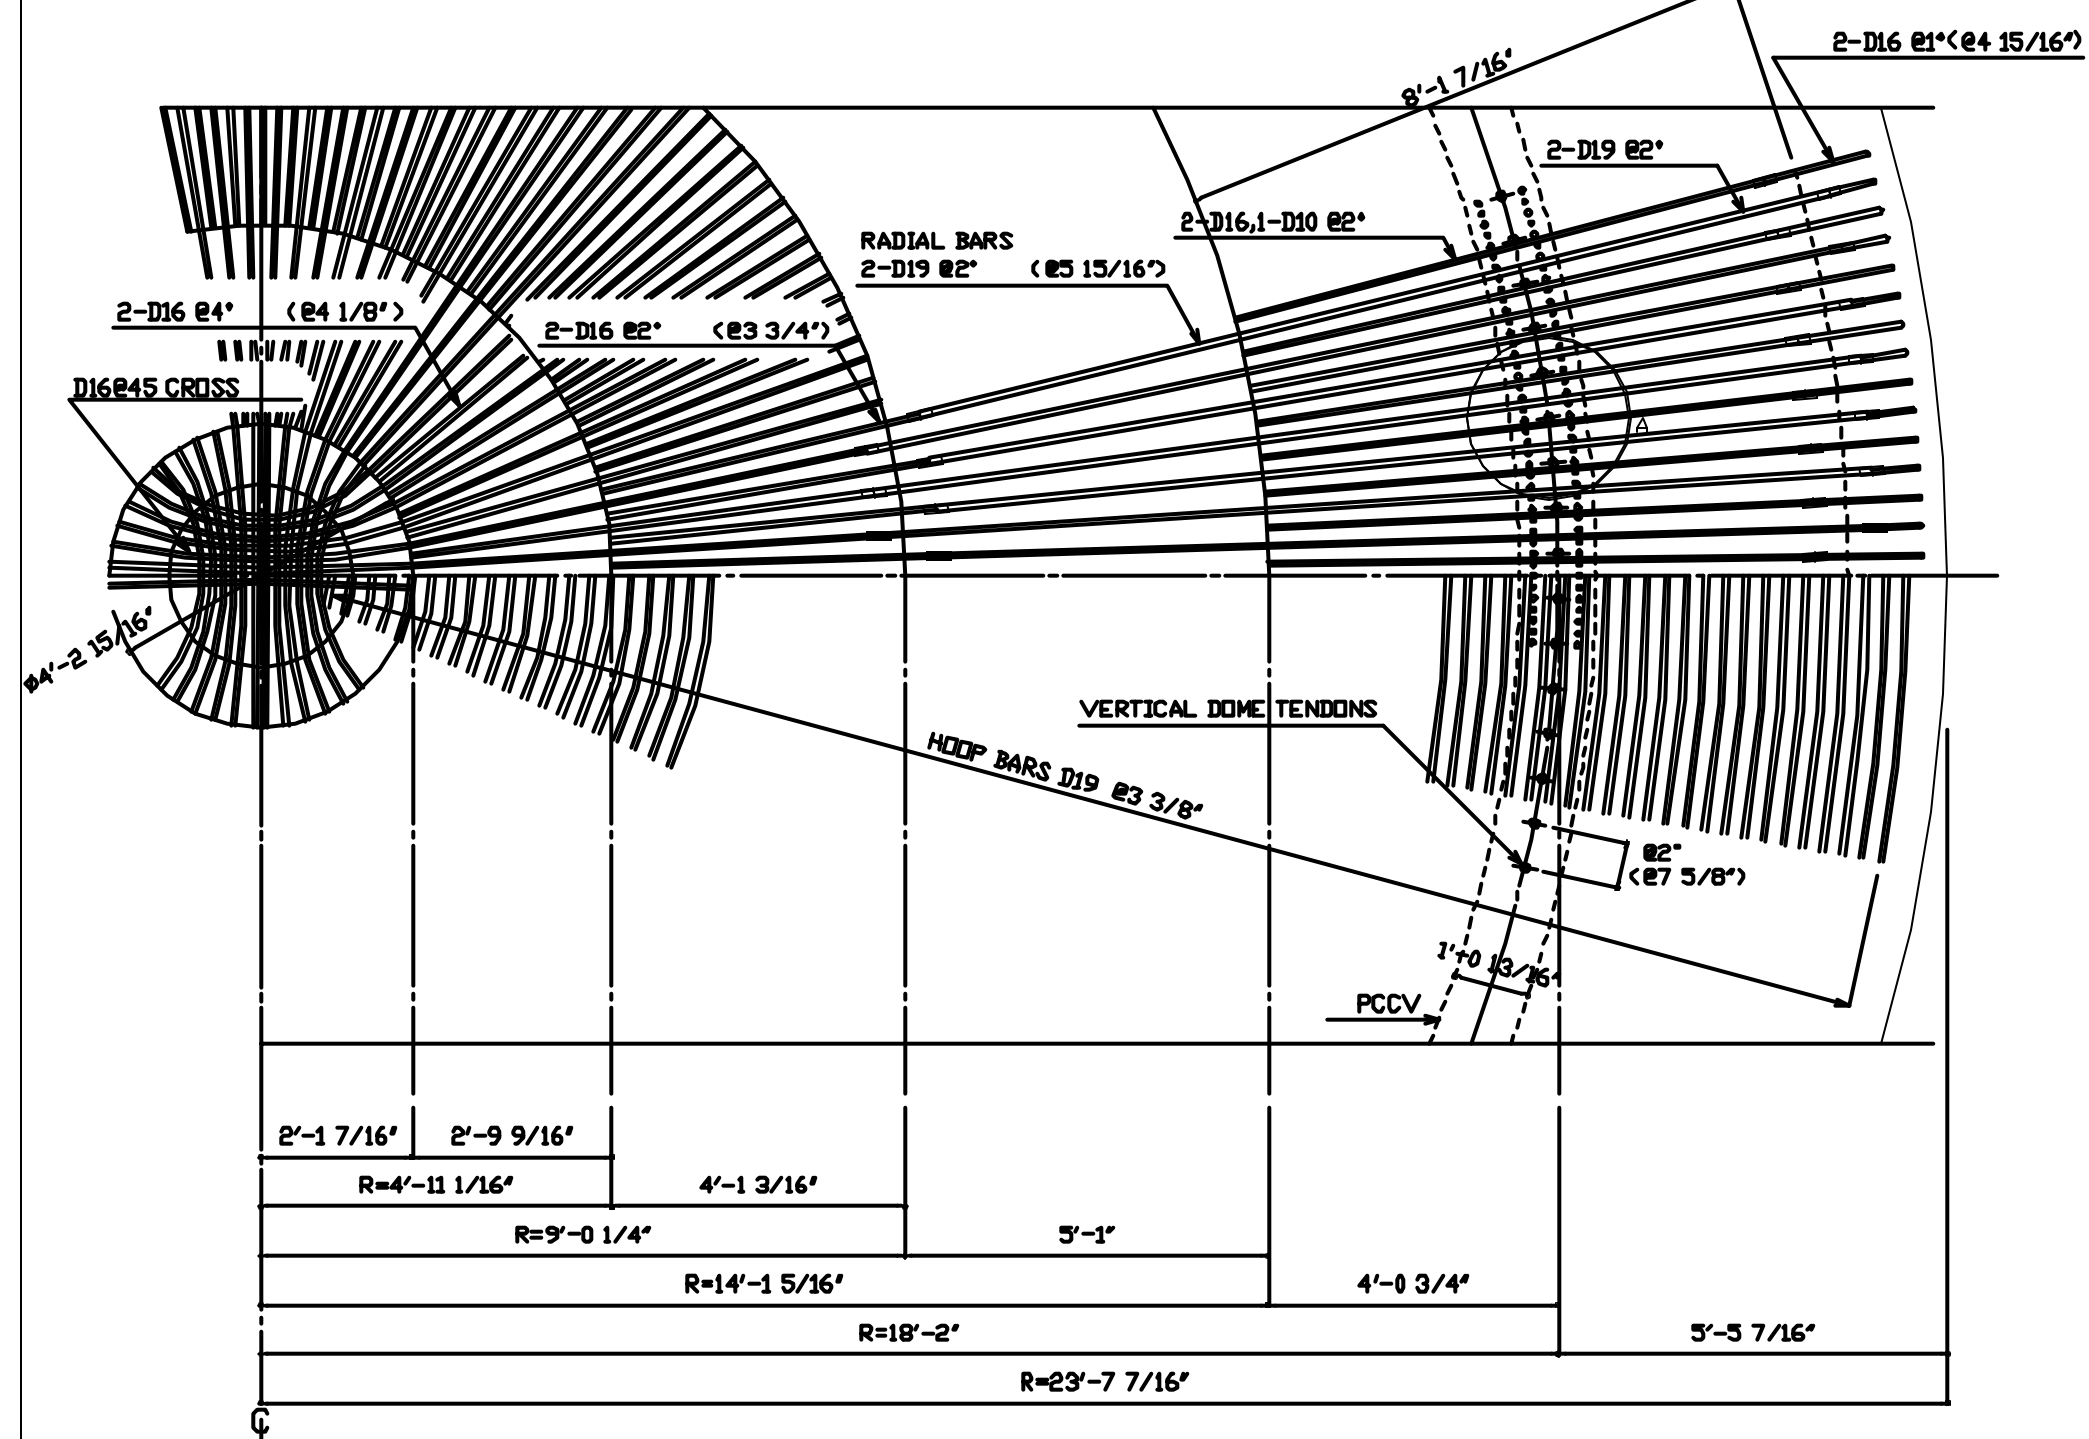 2-D16 @1°(@4 15/16")
8'-1 7/16"
2-D19 @2°
2-D16,1-D10 @2°
RADIAL BARS
2-D19 @2° (@5 15/16")
2-D16 @4° (@4 1/8")
2-D16 @2° (@3 3/4")
D16@45 CROSS
A
Ø4'-2 15/16"
VERTICAL DOME TENDONS
HOOP BARS D19 @3 3/8"
@2°
(@7 5/8")
1'-0 13/16"
PCCV
2'-1 7/16" 2'-9 9/16"
R=4'-11 1/16" 4'-1 3/16"
R=9'-0 1/4" 5'-1"
R=14'-1 5/16" 4'-0 3/4"
R=18'-2" 5'-5 7/16"
R=23'-7 7/16"
℄